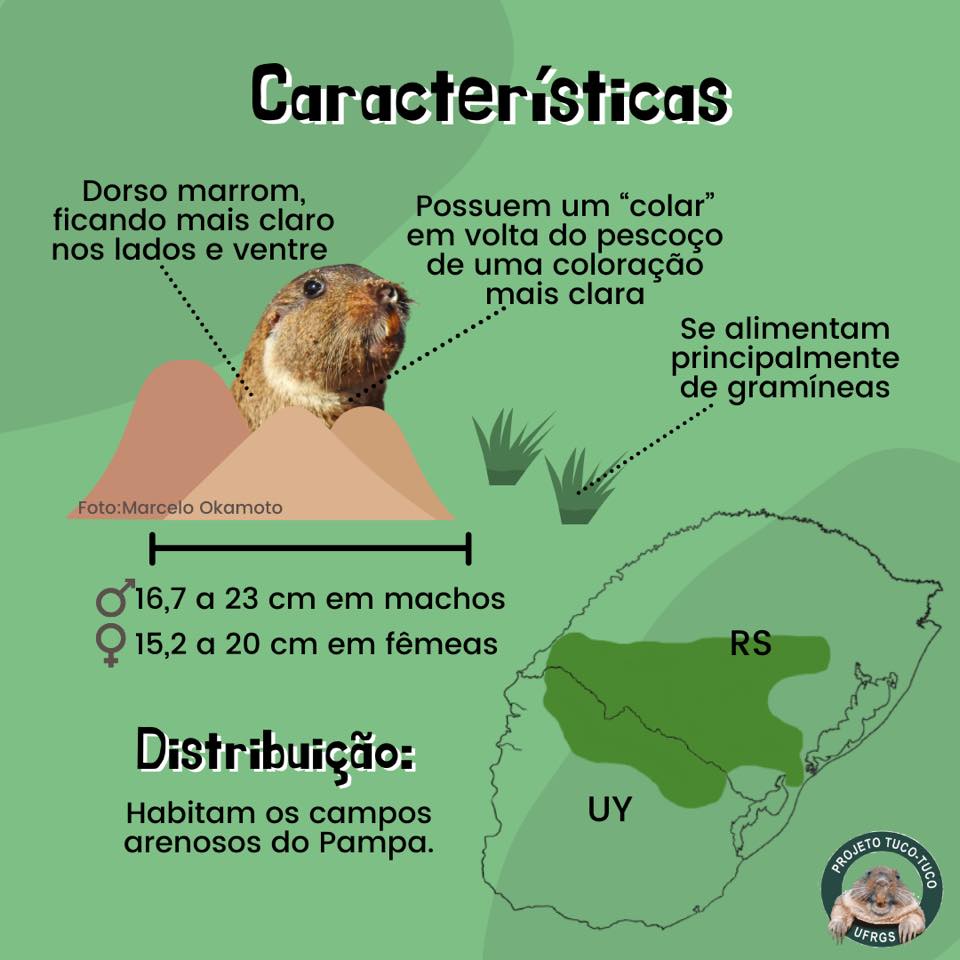 Características
Dorso marrom,
ficando mais claro
nos lados e ventre
Possuem um “colar”
em volta do pescoço
de uma coloração
mais clara
Se alimentam
principalmente
de gramíneas
Foto:Marcelo Okamoto
16,7 a 23 cm em machos
15,2 a 20 cm em fêmeas
RS
UY
Distribuição:
Habitam os campos
arenosos do Pampa.
PROJETO TUCO-TUCO
UFRGS